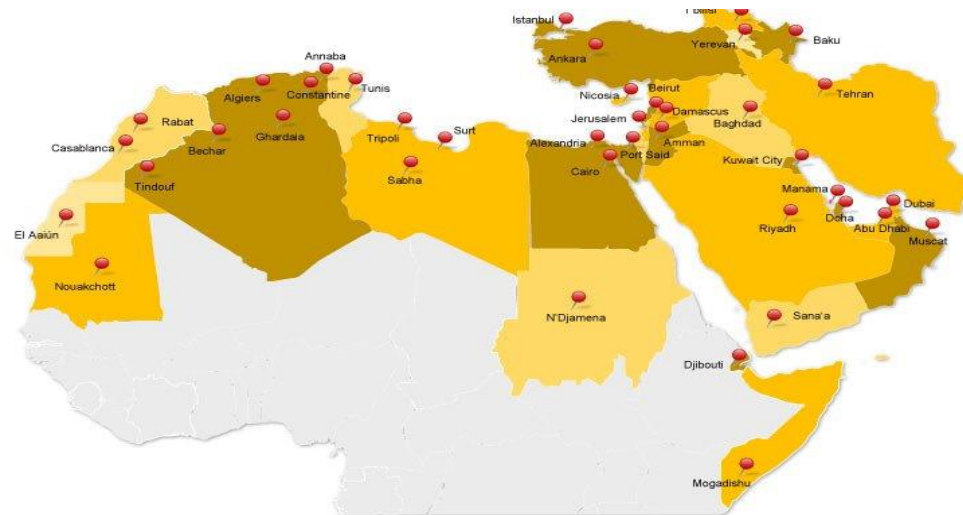 Istanbul
Tbilisi
Yerevan
Baku
Ankara
Annaba
Algiers
Constantine
Tunis
Nicosia
Beirut
Tehran
Ghardaia
Damascus
Rabat
Jerusalem
Baghdad
Casablanca
Bechar
Tripoli
Surt
Alexandria
Port Said
Amman
Kuwait City
Tindouf
Sabha
Cairo
Manama
Dubai
Doha
El Aaiún
Riyadh
Abu Dhabi
Muscat
Nouakchott
N'Djamena
Sana'a
Djibouti
Mogadishu